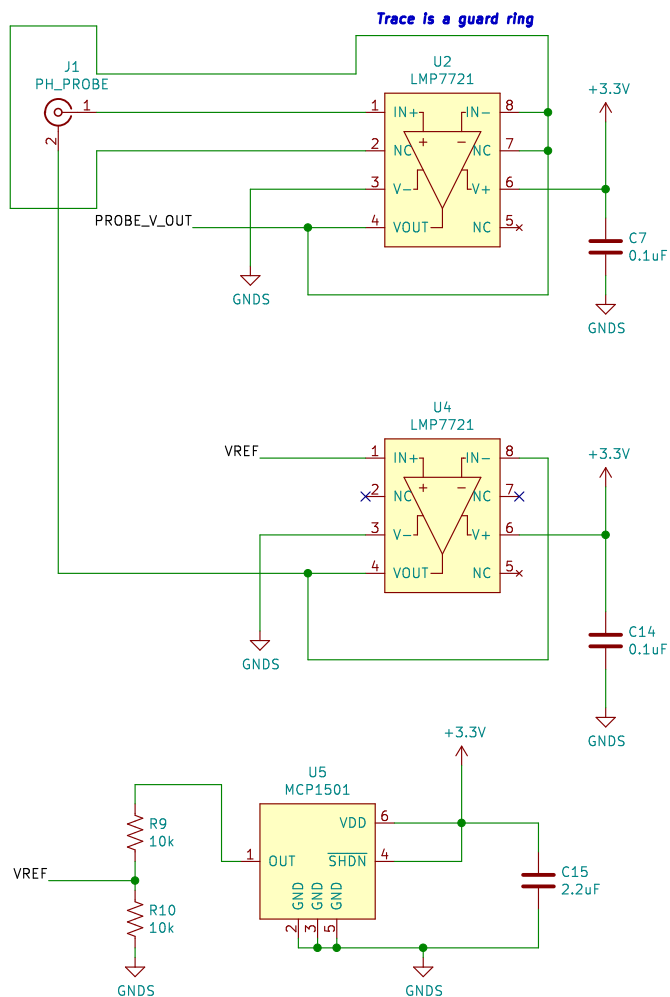 Trace is a guard ring
J1
PH_PROBE
1
2
U2
LMP7721
1 IN+ IN- 8
2 NC NC 7
3 V- V+ 6
4 VOUT NC 5
+ -
+3.3V
C7
0.1uF
GNDS
PROBE_V_OUT
GNDS
U4
LMP7721
VREF
1 IN+ IN- 8
2 NC NC 7
3 V- V+ 6
4 VOUT NC 5
+ -
+3.3V
C14
0.1uF
GNDS
GNDS
+3.3V
U5
MCP1501
VDD 6
1 OUT SHDN 4
GND GND GND
2 3 5
R9
10k
VREF
R10
10k
GNDS
C15
2.2uF
GNDS